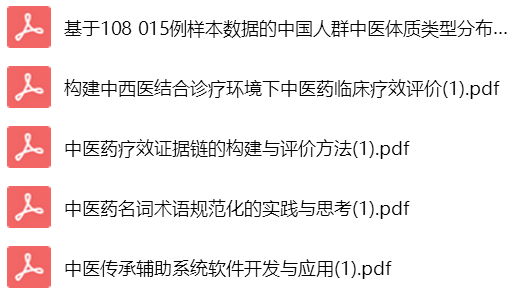 基于108 015例样本数据的中国人群中医体质类型分布...
构建中西医结合诊疗环境下中医药临床疗效评价(1).pdf
中医药疗效证据链的构建与评价方法(1).pdf
中医药名词术语规范化的实践与思考(1).pdf
中医传承辅助系统软件开发与应用(1).pdf